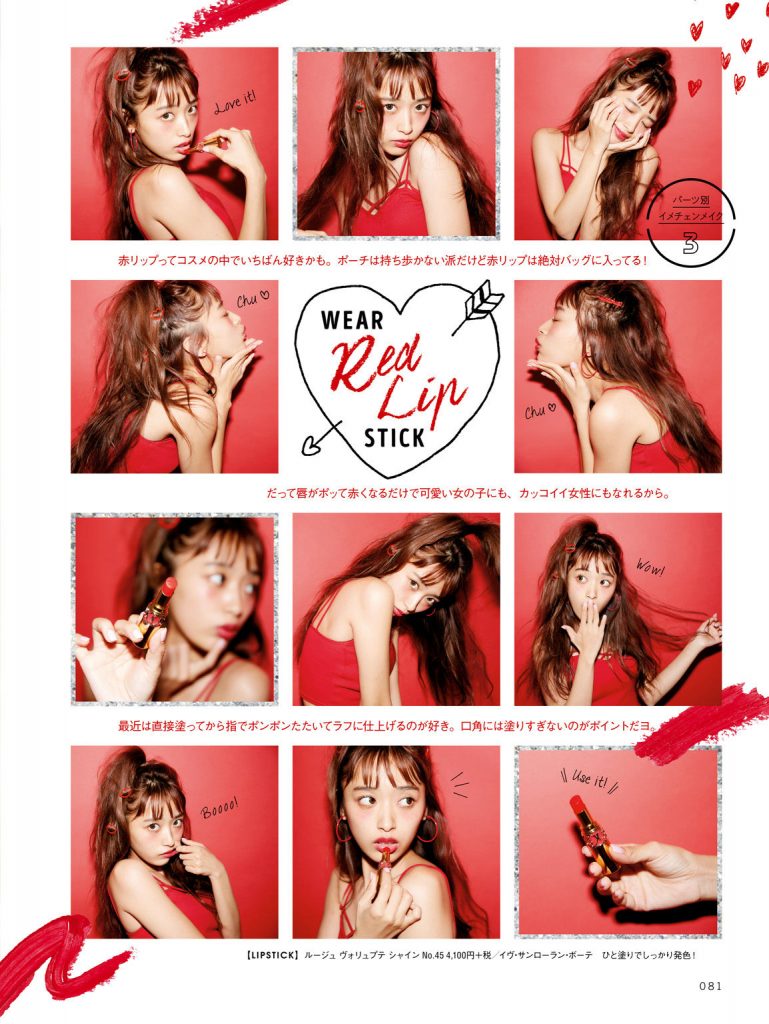 Love it!
パーツ別
イメチェンメイク
3
赤リップってコスメの中でいちばん好きかも。ポーチは持ち歩かない派だけど赤リップは絶対バッグに入ってる！
Chu♡
WEAR
Red
Lip
STICK
Chu♡
だって唇がポッて赤くなるだけで可愛い女の子にも、カッコイイ女性にもなれるから。
Wow!
最近は直接塗ってから指でポンポンたたいてラフに仕上げるのが好き。口角には塗りすぎないのがポイントだヨ。
Boooo!
Use it!
【LIPSTICK】ルージュ ヴォリュプテ シャイン No.45 4,100円＋税／イヴ・サンローラン・ボーテ　ひと塗りでしっかり発色！
081